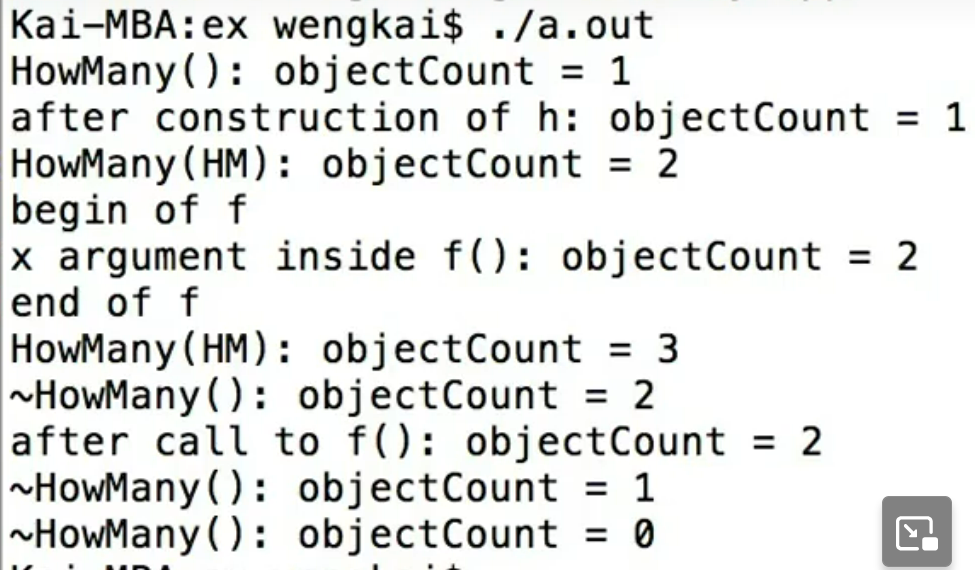 Kai-MBA:ex wengkai$ ./a.out
HowMany(): objectCount = 1
after construction of h: objectCount = 1
HowMany(HM): objectCount = 2
begin of f
x argument inside f(): objectCount = 2
end of f
HowMany(HM): objectCount = 3
~HowMany(): objectCount = 2
after call to f(): objectCount = 2
~HowMany(): objectCount = 1
~HowMany(): objectCount = 0